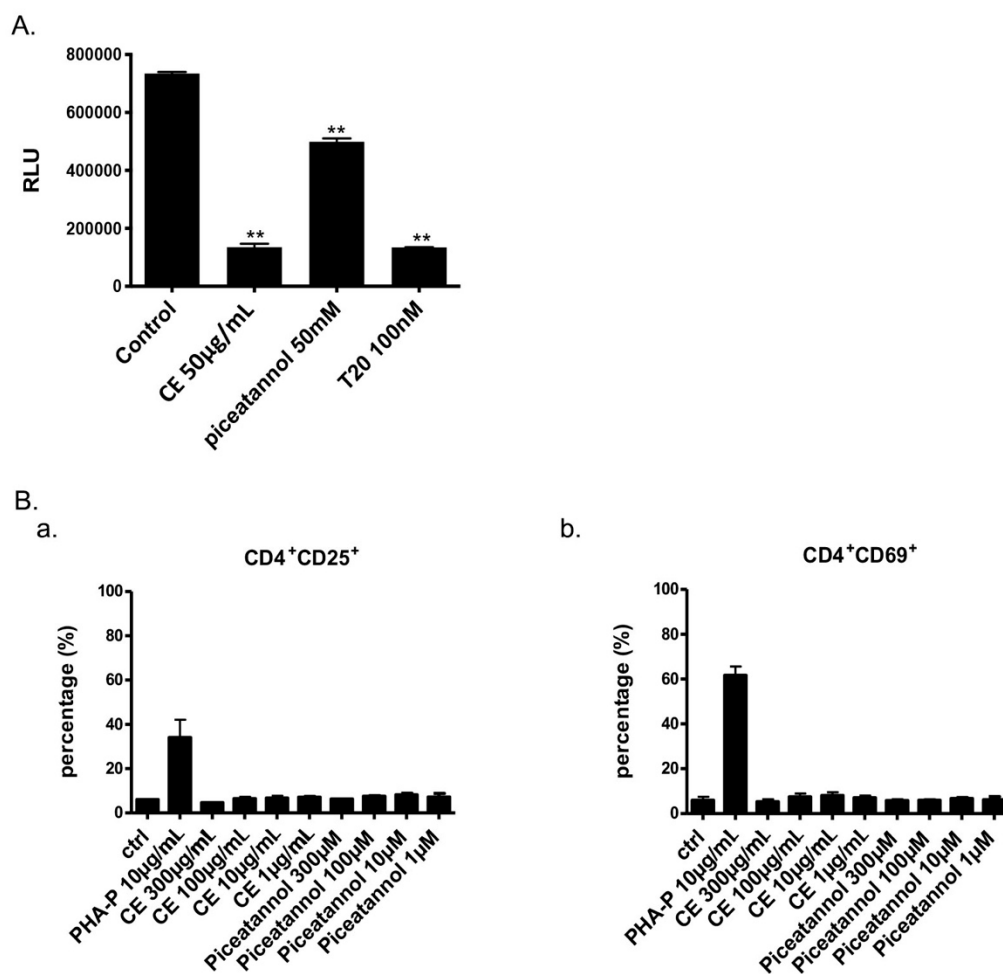 A.
800000
600000
400000
200000
0
RLU
**
**
**
Control
CE 50µg/mL
piceatannol 50mM
T20 100nM
B.
a.
CD4⁺CD25⁺
100
80
60
40
20
0
percentage (%)
ctrl
PHA-P 10µg/mL
CE 300µg/mL
CE 100µg/mL
CE 10µg/mL
CE 1µg/mL
Piceatannol 300µM
Piceatannol 100µM
Piceatannol 10µM
Piceatannol 1µM
b.
CD4⁺CD69⁺
100
80
60
40
20
0
percentage (%)
ctrl
PHA-P 10µg/mL
CE 300µg/mL
CE 100µg/mL
CE 10µg/mL
CE 1µg/mL
Piceatannol 300µM
Piceatannol 100µM
Piceatannol 10µM
Piceatannol 1µM